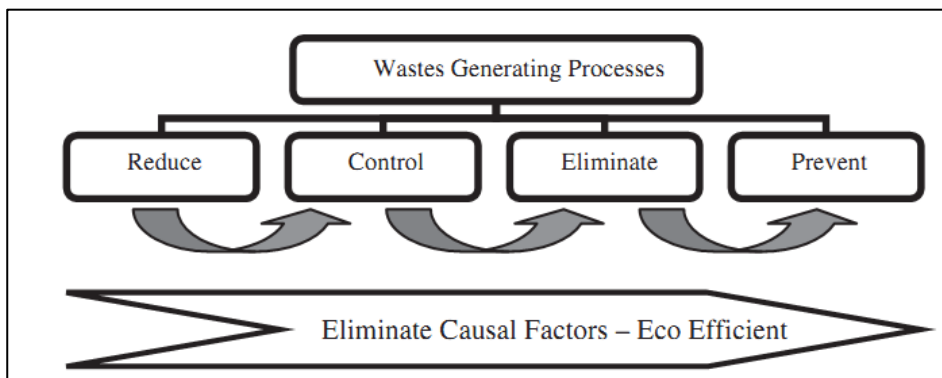 Wastes Generating Processes
Reduce
Control
Eliminate
Prevent
Eliminate Causal Factors – Eco Efficient